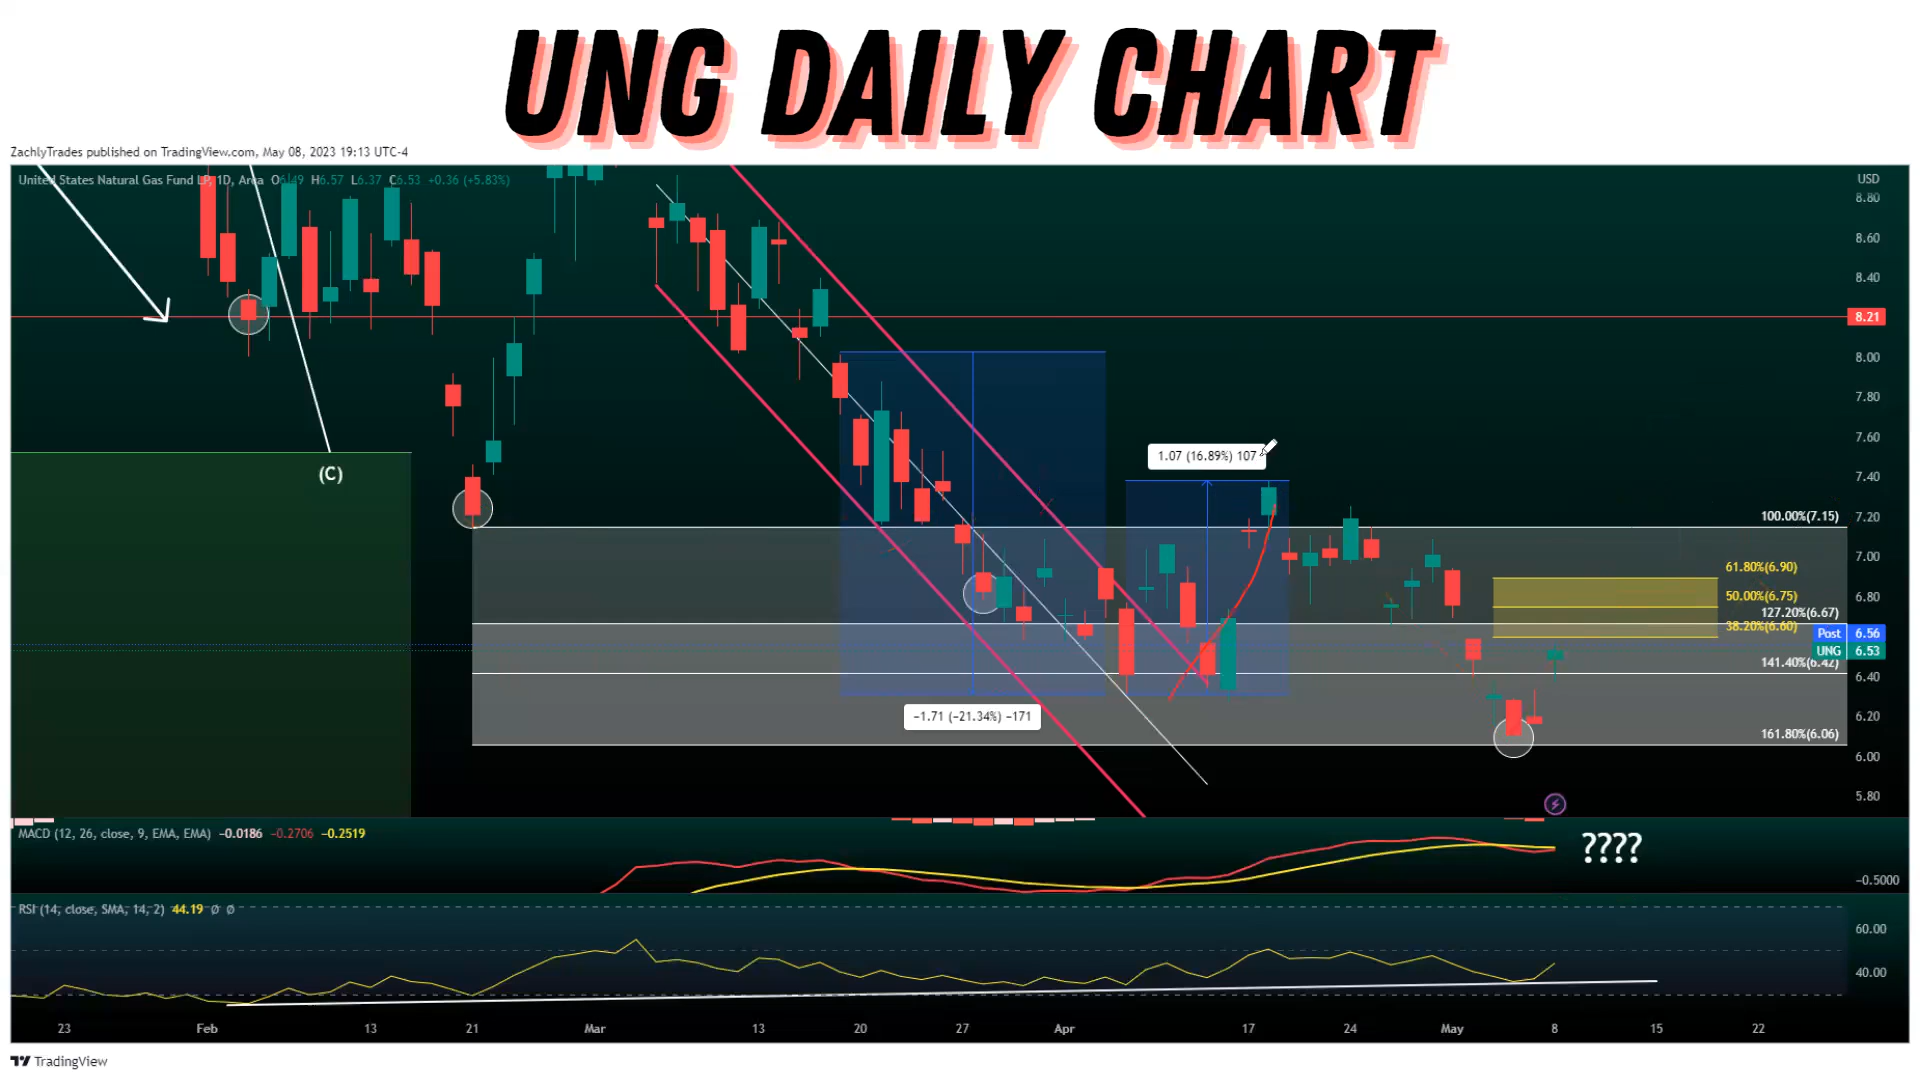 UNG DAILY CHART
ZachlyTrades published on TradingView.com, May 08, 2023 19:13 UTC-4
United States Natural Gas Fund LP, 1D, Arca O6.49 H6.57 L6.37 C6.53 +0.36 (+5.83%)
USD
8.80
8.60
8.40
8.21
8.00
7.80
7.60
1.07 (16.89%) 107
(C)
7.40
100.00%(7.15)
7.20
7.00
61.80%(6.90)
50.00%(6.75)
6.80
127.20%(6.67)
38.20%(6.60)
Post 6.56
UNG 6.53
141.40%(6.42)
6.40
−1.71 (−21.34%) −171
6.20
161.80%(6.06)
6.00
5.80
MACD (12, 26, close, 9, EMA, EMA) −0.0186 −0.2706 −0.2519
????
−0.5000
RSI (14, close, SMA, 14, 2) 44.19 Ø Ø
60.00
40.00
23 Feb 13 21 Mar 13 20 27 Apr 17 24 May 8 15 22
TradingView